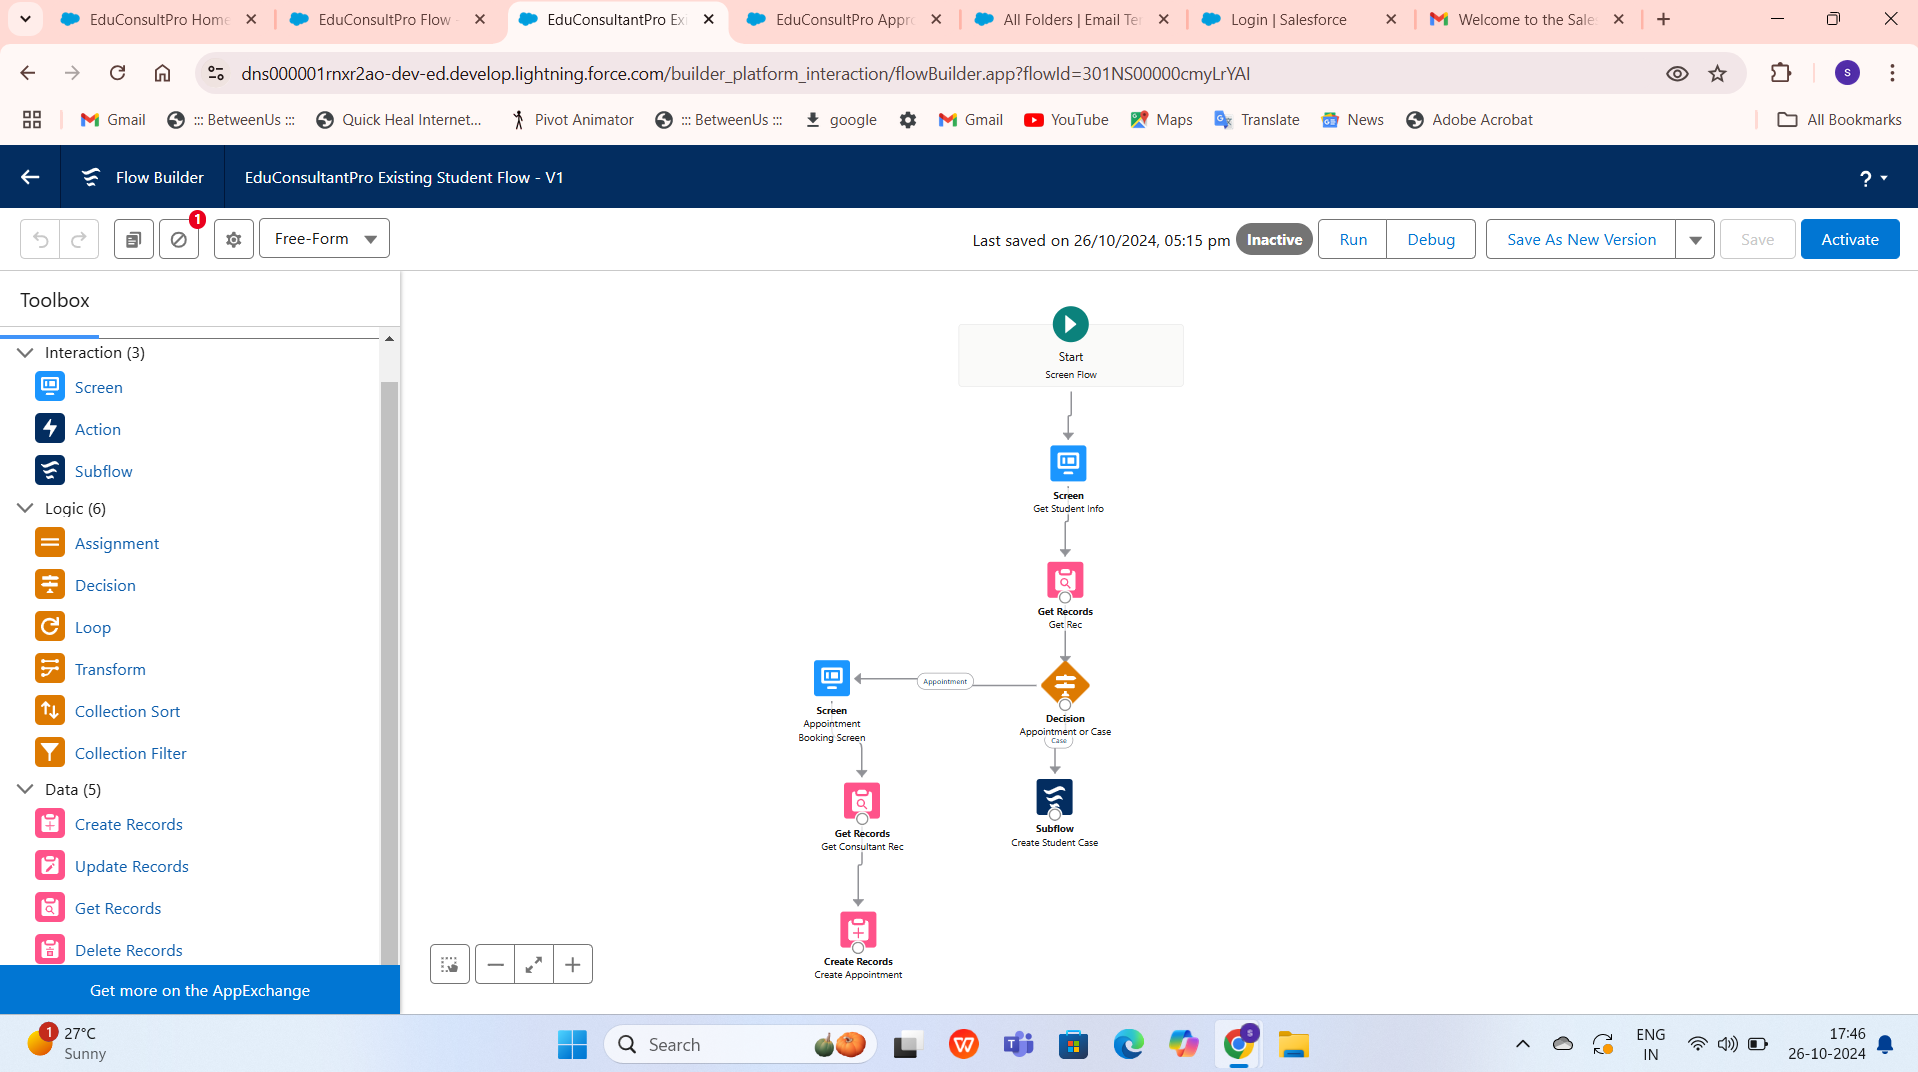 EduConsultPro Home
EduConsultPro Flow
EduConsultantPro Exi
EduConsultPro Appro
All Folders | Email Ter
Login | Salesforce
Welcome to the Sales
dns000001rnxr2ao-dev-ed.develop.lightning.force.com/builder_platform_interaction/flowBuilder.app?flowId=301NS00000cmyLrYAI
S
Gmail
::: BetweenUs :::
Quick Heal Internet...
Pivot Animator
::: BetweenUs :::
google
Gmail
YouTube
Maps
Translate
News
Adobe Acrobat
All Bookmarks
Flow Builder
EduConsultantPro Existing Student Flow - V1
?
1
Free-Form
Last saved on 26/10/2024, 05:15 pm
Inactive
Run
Debug
Save As New Version
Save
Activate
Toolbox
Interaction (3)
Screen
Action
Subflow
Logic (6)
Assignment
Decision
Loop
Transform
Collection Sort
Collection Filter
Data (5)
Create Records
Update Records
Get Records
Delete Records
Get more on the AppExchange
Start
Screen Flow
Screen
Get Student Info
Get Records
Get Rec
Appointment
Decision
Appointment or Case
Case
Screen
Appointment
Booking Screen
Get Records
Get Consultant Rec
Subflow
Create Student Case
Create Records
Create Appointment
1
27°C
Sunny
Search
S
ENG
IN
17:46
26-10-2024